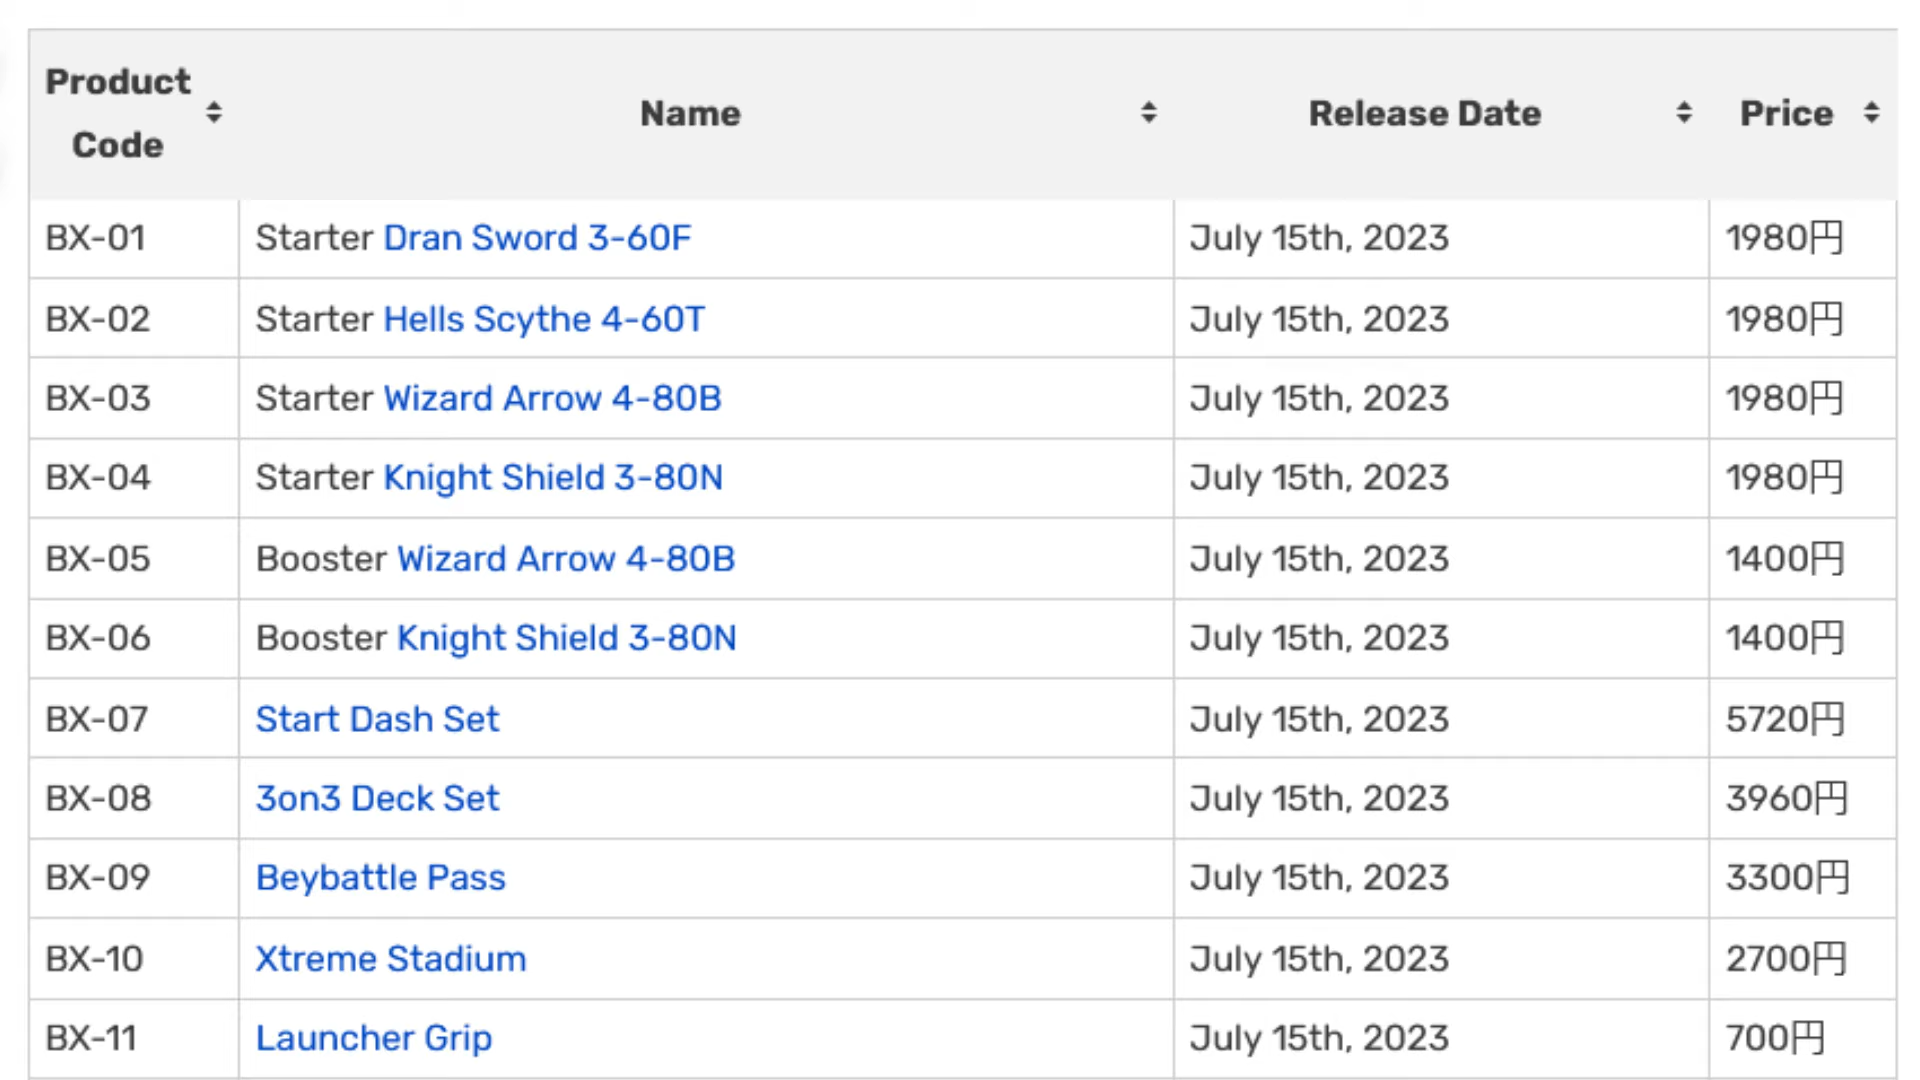 Product Code Name Release Date Price
BX-01 Starter Dran Sword 3-60F July 15th, 2023 1980円
BX-02 Starter Hells Scythe 4-60T July 15th, 2023 1980円
BX-03 Starter Wizard Arrow 4-80B July 15th, 2023 1980円
BX-04 Starter Knight Shield 3-80N July 15th, 2023 1980円
BX-05 Booster Wizard Arrow 4-80B July 15th, 2023 1400円
BX-06 Booster Knight Shield 3-80N July 15th, 2023 1400円
BX-07 Start Dash Set July 15th, 2023 5720円
BX-08 3on3 Deck Set July 15th, 2023 3960円
BX-09 Beybattle Pass July 15th, 2023 3300円
BX-10 Xtreme Stadium July 15th, 2023 2700円
BX-11 Launcher Grip July 15th, 2023 700円